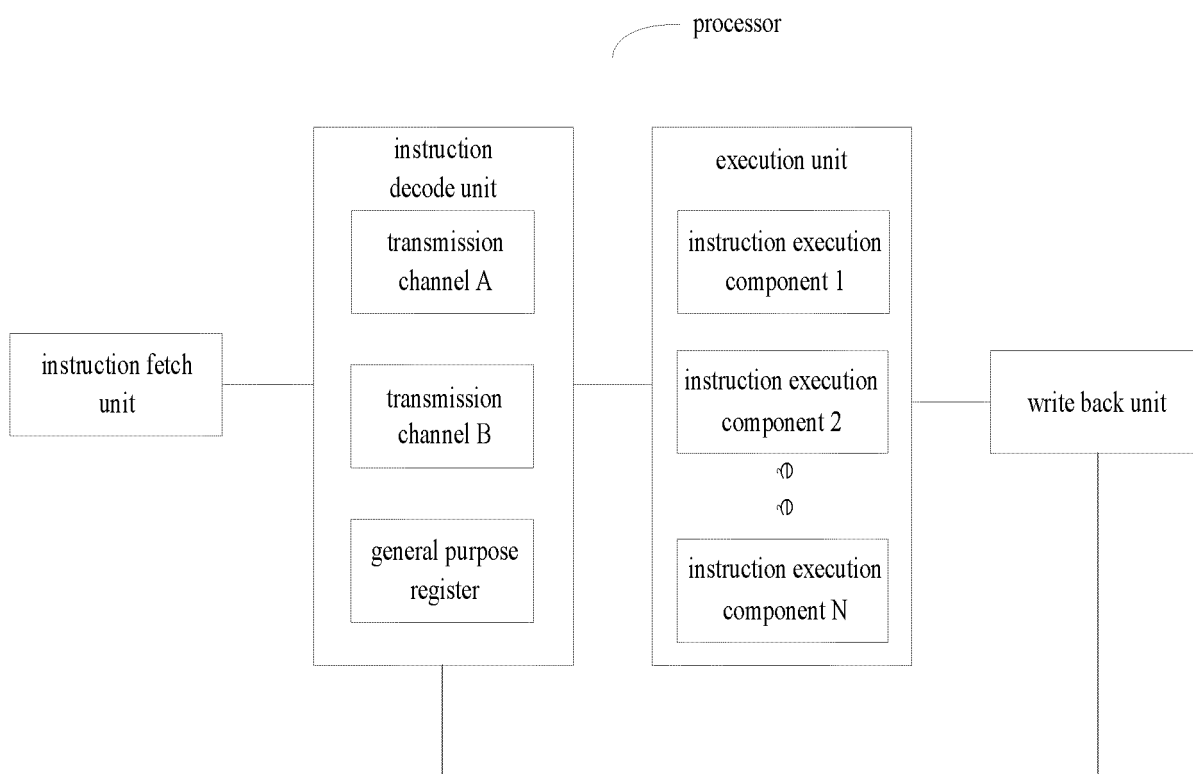 processor
instruction
decode unit
transmission
channel A
transmission
channel B
general purpose
register
execution unit
instruction execution
component 1
instruction execution
component 2
instruction execution
component N
instruction fetch
unit
write back unit